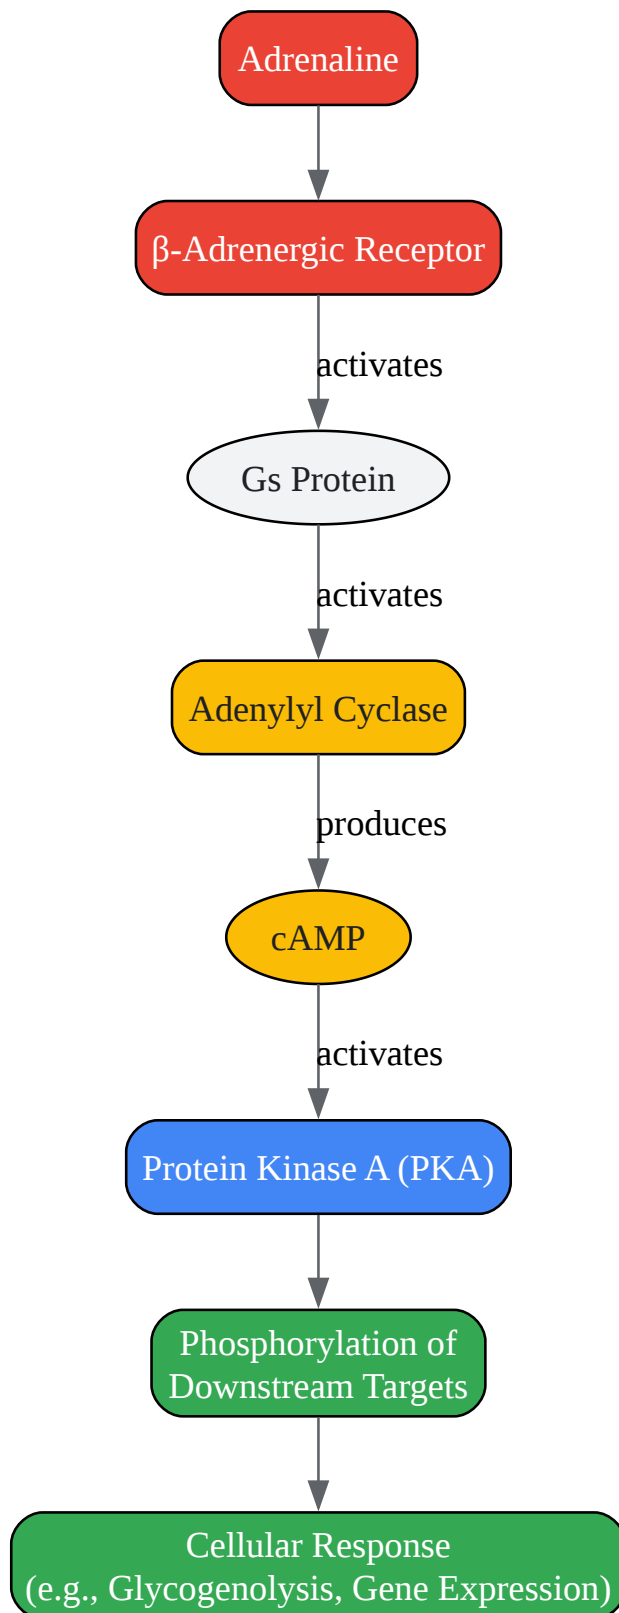 Adrenaline
β-Adrenergic Receptor
activates
Gs Protein
activates
Adenylyl Cyclase
produces
cAMP
activates
Protein Kinase A (PKA)
Phosphorylation of
Downstream Targets
Cellular Response
(e.g., Glycogenolysis, Gene Expression)